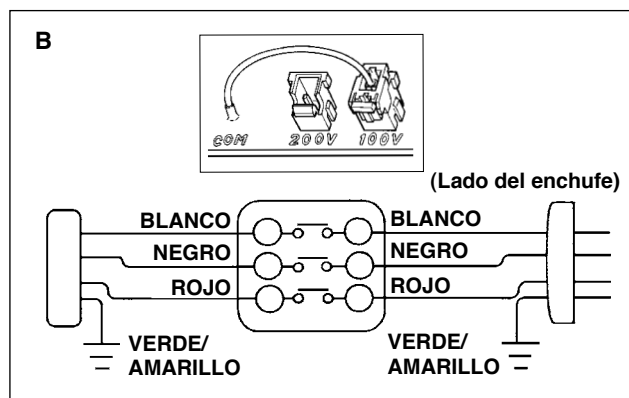 B
COM 200V 100V
(Lado del enchufe)
BLANCO BLANCO
NEGRO NEGRO
ROJO ROJO
VERDE/ VERDE/
AMARILLO AMARILLO